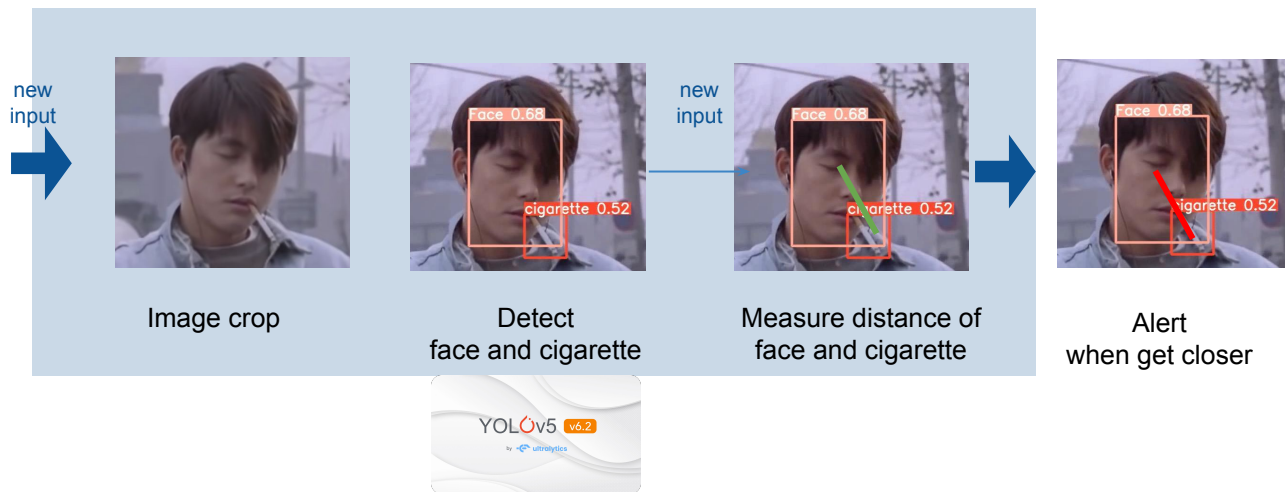 new
input
Face 0.68
cigarette 0.52
new
input
Face 0.68
cigarette 0.52
Face 0.68
cigarette 0.52
Image crop
Detect
face and cigarette
Measure distance of
face and cigarette
Alert
when get closer
YOLOv5 v6.2
by ultralytics